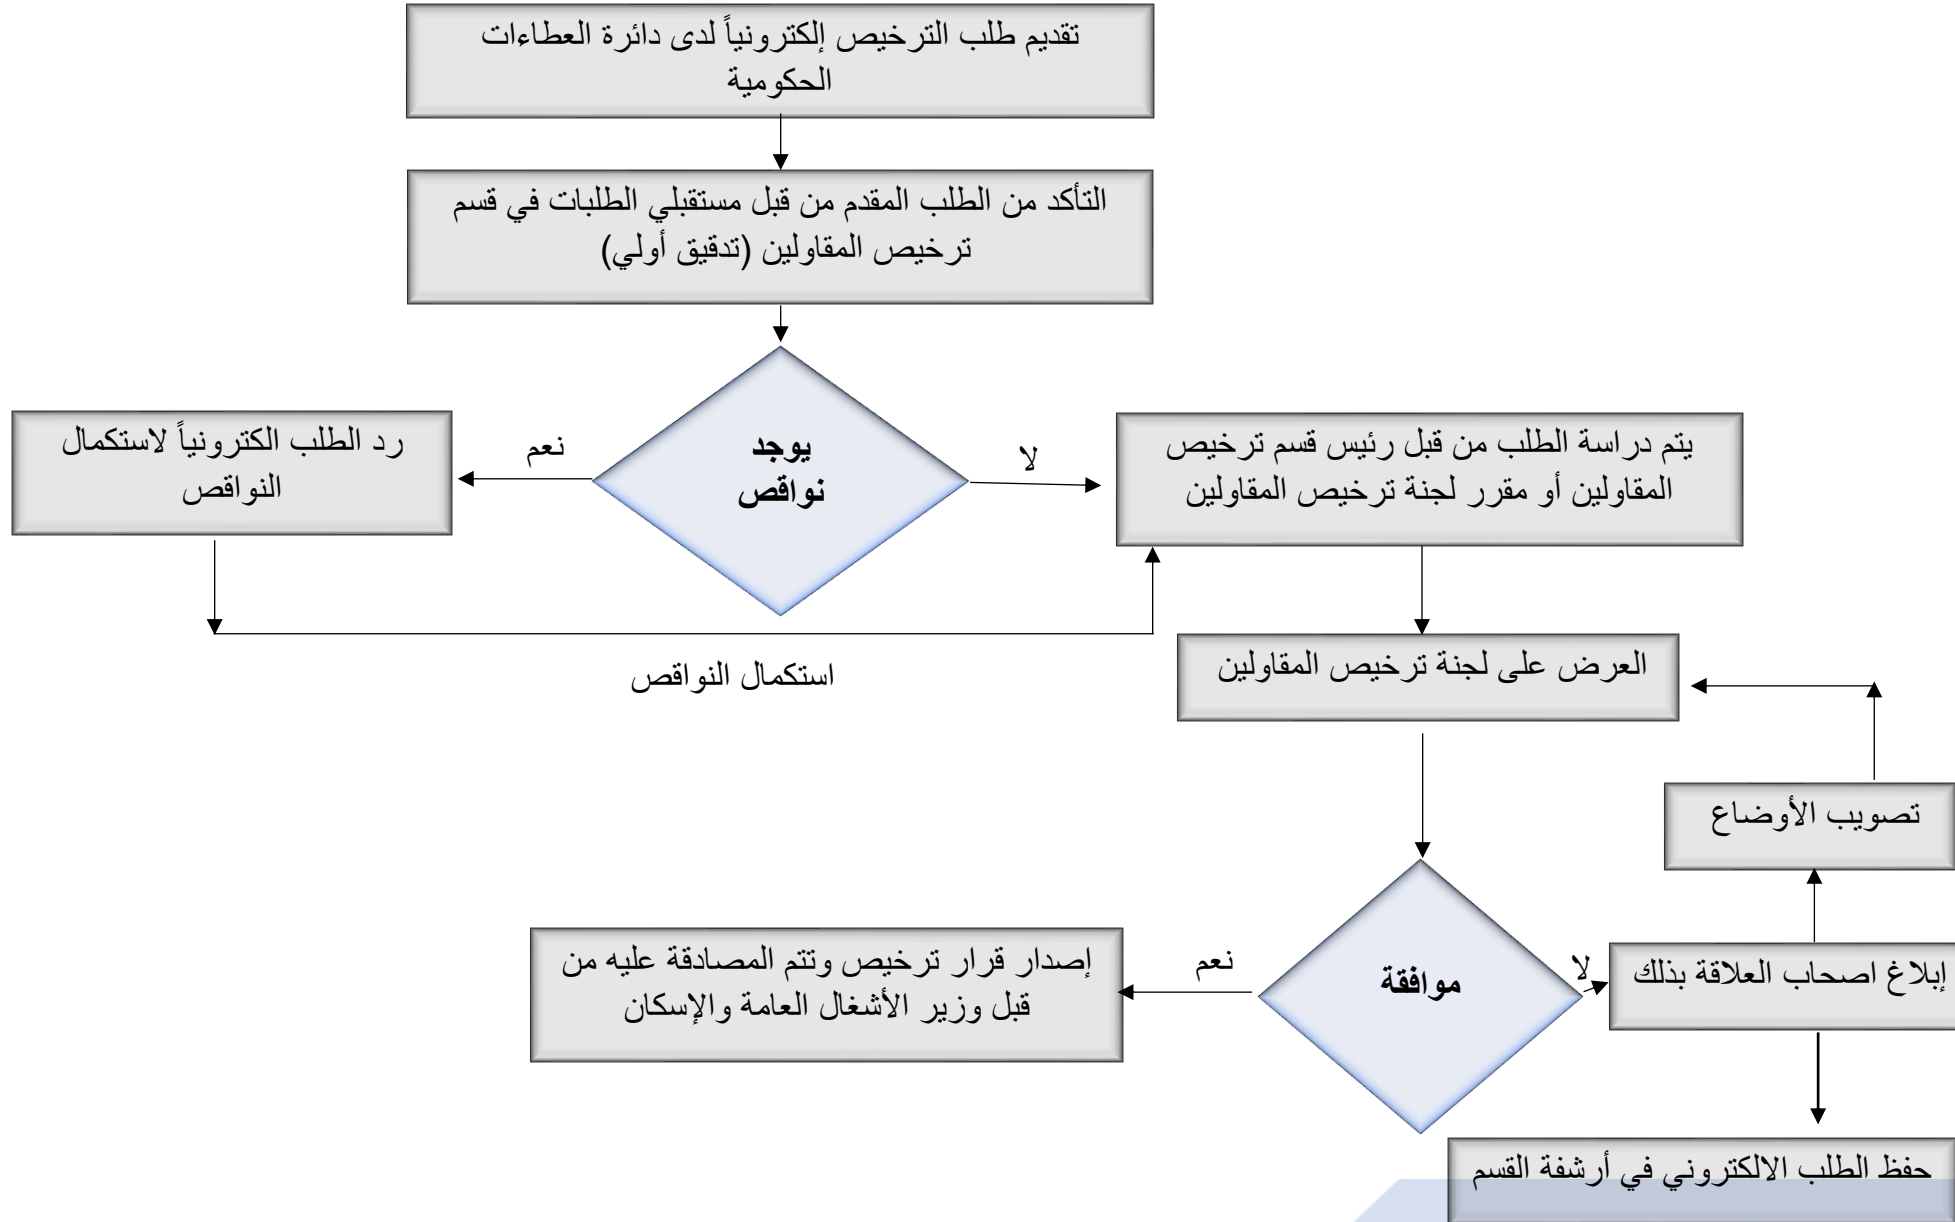 تقديم طلب الترخيص إلكترونياً لدى دائرة العطاءات
الحكومية
التأكد من الطلب المقدم من قبل مستقبلي الطلبات في قسم
ترخيص المقاولين (تدقيق أولي)
يوجد
نواقص
نعم
لا
رد الطلب الكترونياً لاستكمال
النواقص
يتم دراسة الطلب من قبل رئيس قسم ترخيص
المقاولين أو مقرر لجنة ترخيص المقاولين
استكمال النواقص
العرض على لجنة ترخيص المقاولين
تصويب الأوضاع
موافقة
نعم
لا
إصدار قرار ترخيص وتتم المصادقة عليه من
قبل وزير الأشغال العامة والإسكان
إبلاغ اصحاب العلاقة بذلك
حفظ الطلب الالكتروني في أرشفة القسم